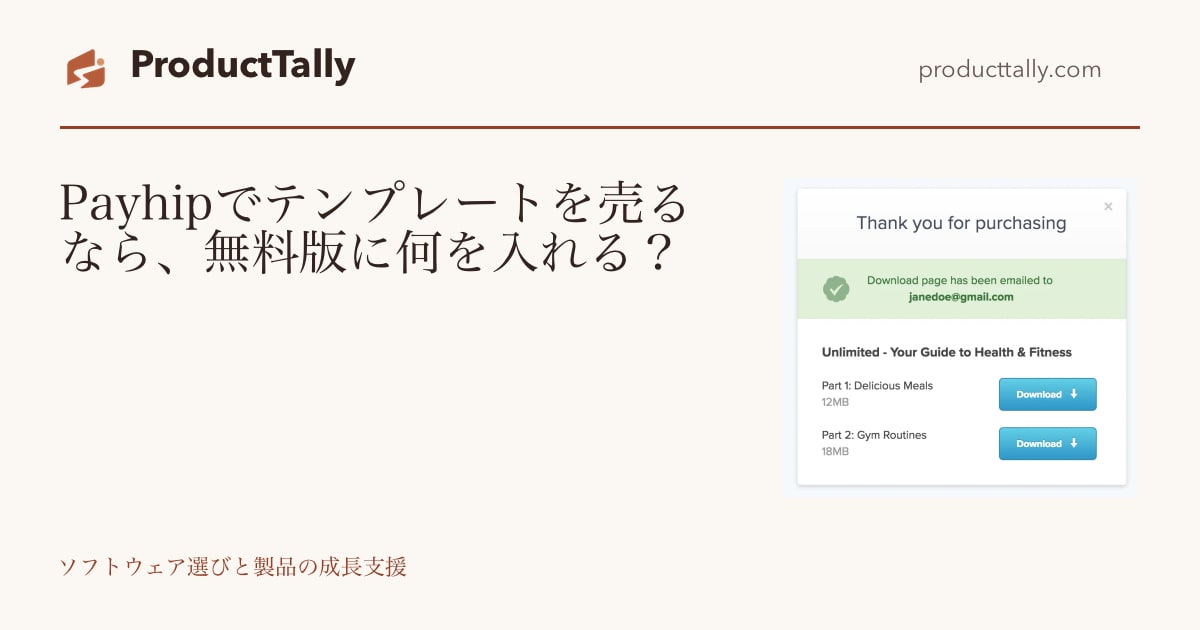 ProductTally
producttally.com
Payhipでテンプレートを売る
なら、無料版に何を入れる？
×
Thank you for purchasing
Download page has been emailed to
janedoe@gmail.com
Unlimited - Your Guide to Health & Fitness
Part 1: Delicious Meals
12MB
Download
Part 2: Gym Routines
18MB
Download
ソフトウェア選びと製品の成長支援